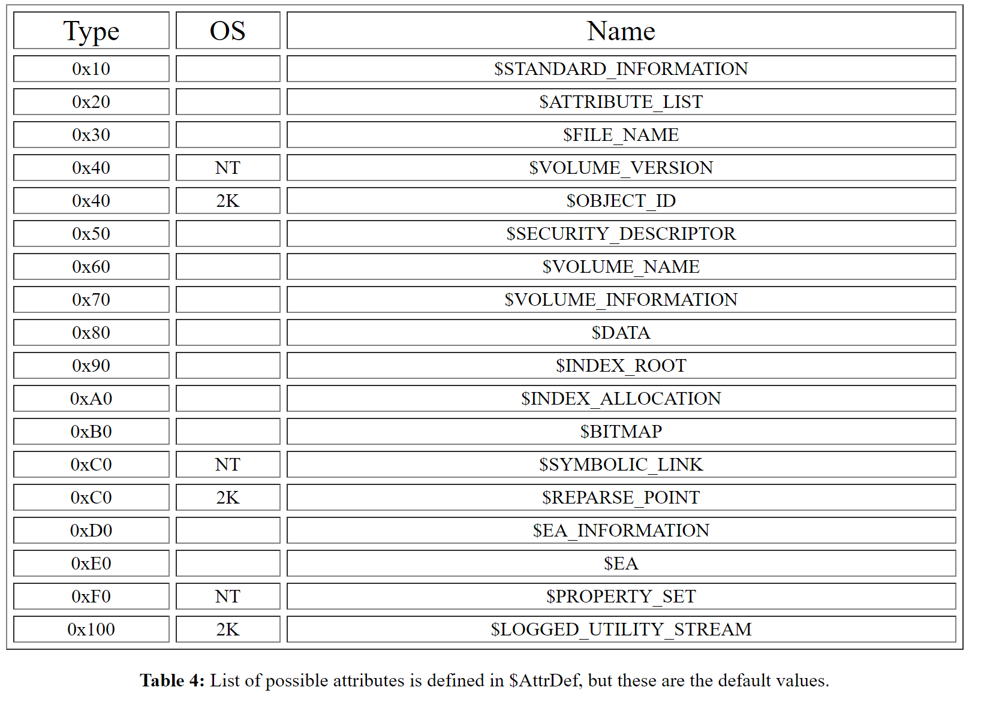 Type OS Name
0x10 $STANDARD_INFORMATION
0x20 $ATTRIBUTE_LIST
0x30 $FILE_NAME
0x40 NT $VOLUME_VERSION
0x40 2K $OBJECT_ID
0x50 $SECURITY_DESCRIPTOR
0x60 $VOLUME_NAME
0x70 $VOLUME_INFORMATION
0x80 $DATA
0x90 $INDEX_ROOT
0xA0 $INDEX_ALLOCATION
0xB0 $BITMAP
0xC0 NT $SYMBOLIC_LINK
0xC0 2K $REPARSE_POINT
0xD0 $EA_INFORMATION
0xE0 $EA
0xF0 NT $PROPERTY_SET
0x100 2K $LOGGED_UTILITY_STREAM
Table 4: List of possible attributes is defined in $AttrDef, but these are the default values.